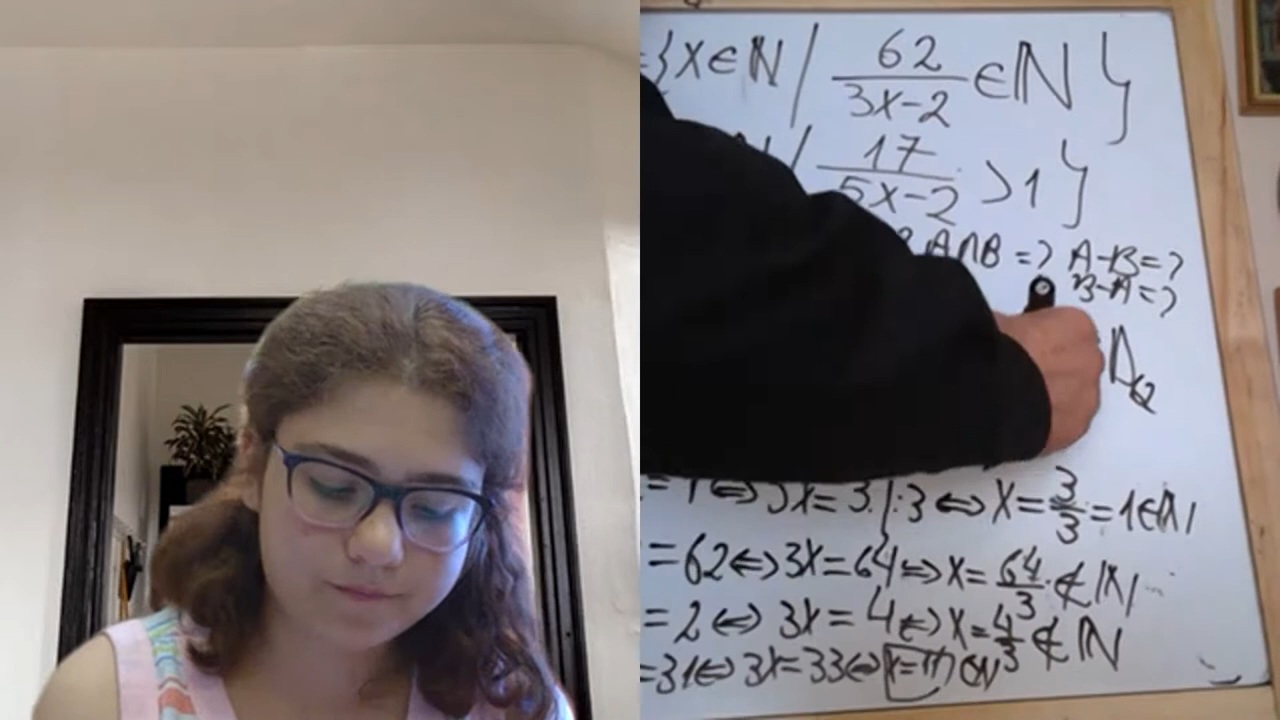 ={x∈ℕ / 62/(3x-2) ∈ℕ}
ℕ / 17/(5x-2) >1}
A∩B=? A-B=?
B-A=?
D62
=1⇔3x=3 |:3 ⇔ x=3/3=1∈ℕ
=62⇔3x=64⇔x=64/3∉ℕ
=2⇔3x=4⇔x=4/3∉ℕ
=31⇔3x=33⇔x=11∈ℕ